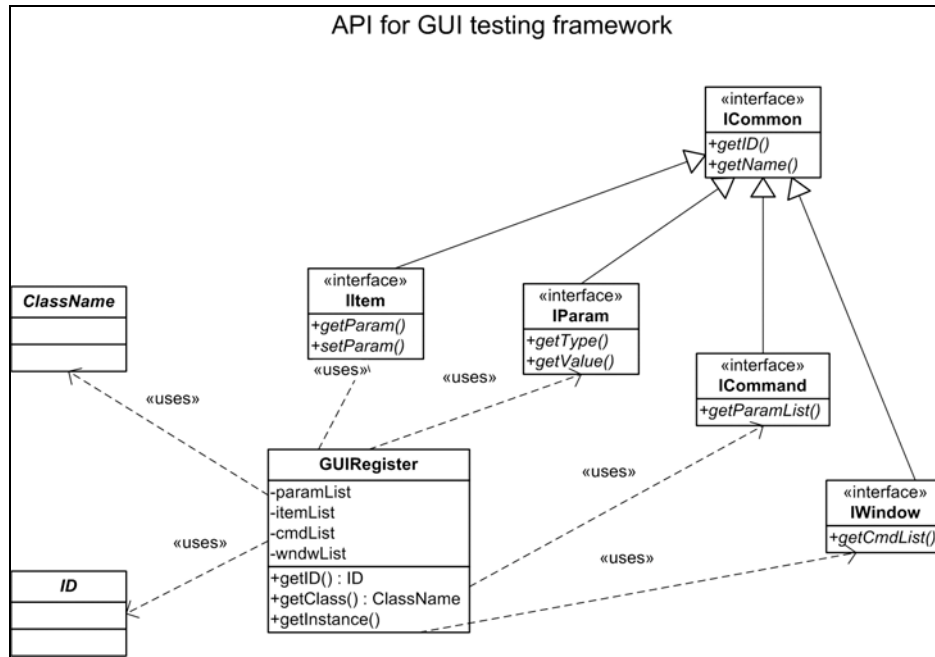 API for GUI testing framework
«interface»
ICommon
+getID()
+getName()
«interface»
IItem
+getParam()
+setParam()
«interface»
IParam
+getType()
+getValue()
ClassName
«interface»
ICommand
+getParamList()
«uses»
«uses»
«uses»
GUIRegister
-paramList
-itemList
-cmdList
-wndwList
+getID() : ID
+getClass() : ClassName
+getInstance()
«uses»
«interface»
IWindow
+getCmdList()
«uses»
«uses»
ID